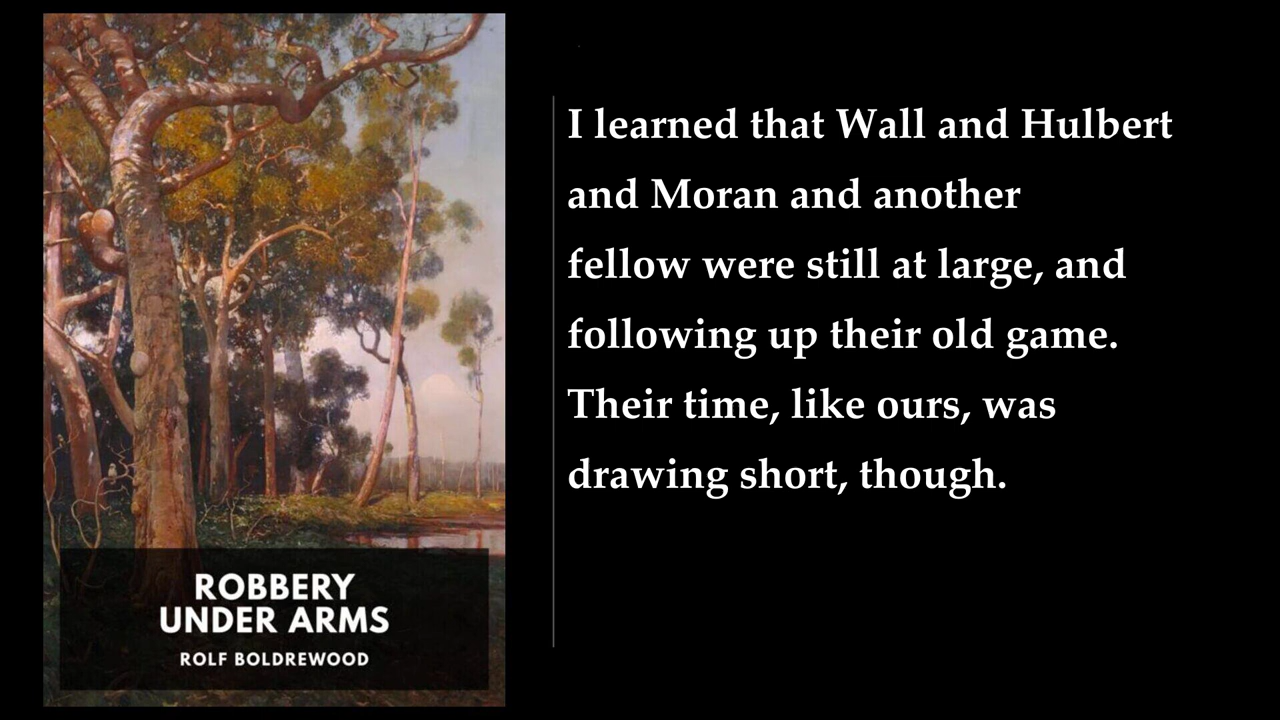 I learned that Wall and Hulbert
and Moran and another
fellow were still at large, and
following up their old game.
Their time, like ours, was
drawing short, though.
ROBBERY
UNDER ARMS
ROLF BOLDREWOOD